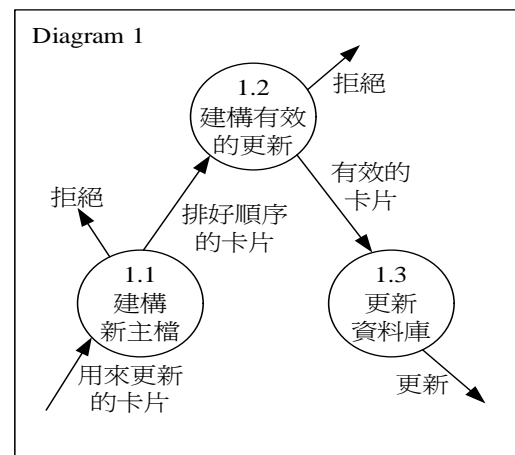 Diagram 1
1.2
建構有效
的更新
拒絕
拒絕
排好順序
的卡片
有效的
卡片
1.1
建構
新主檔
1.3
更新
資料庫
用來更新
的卡片
更新